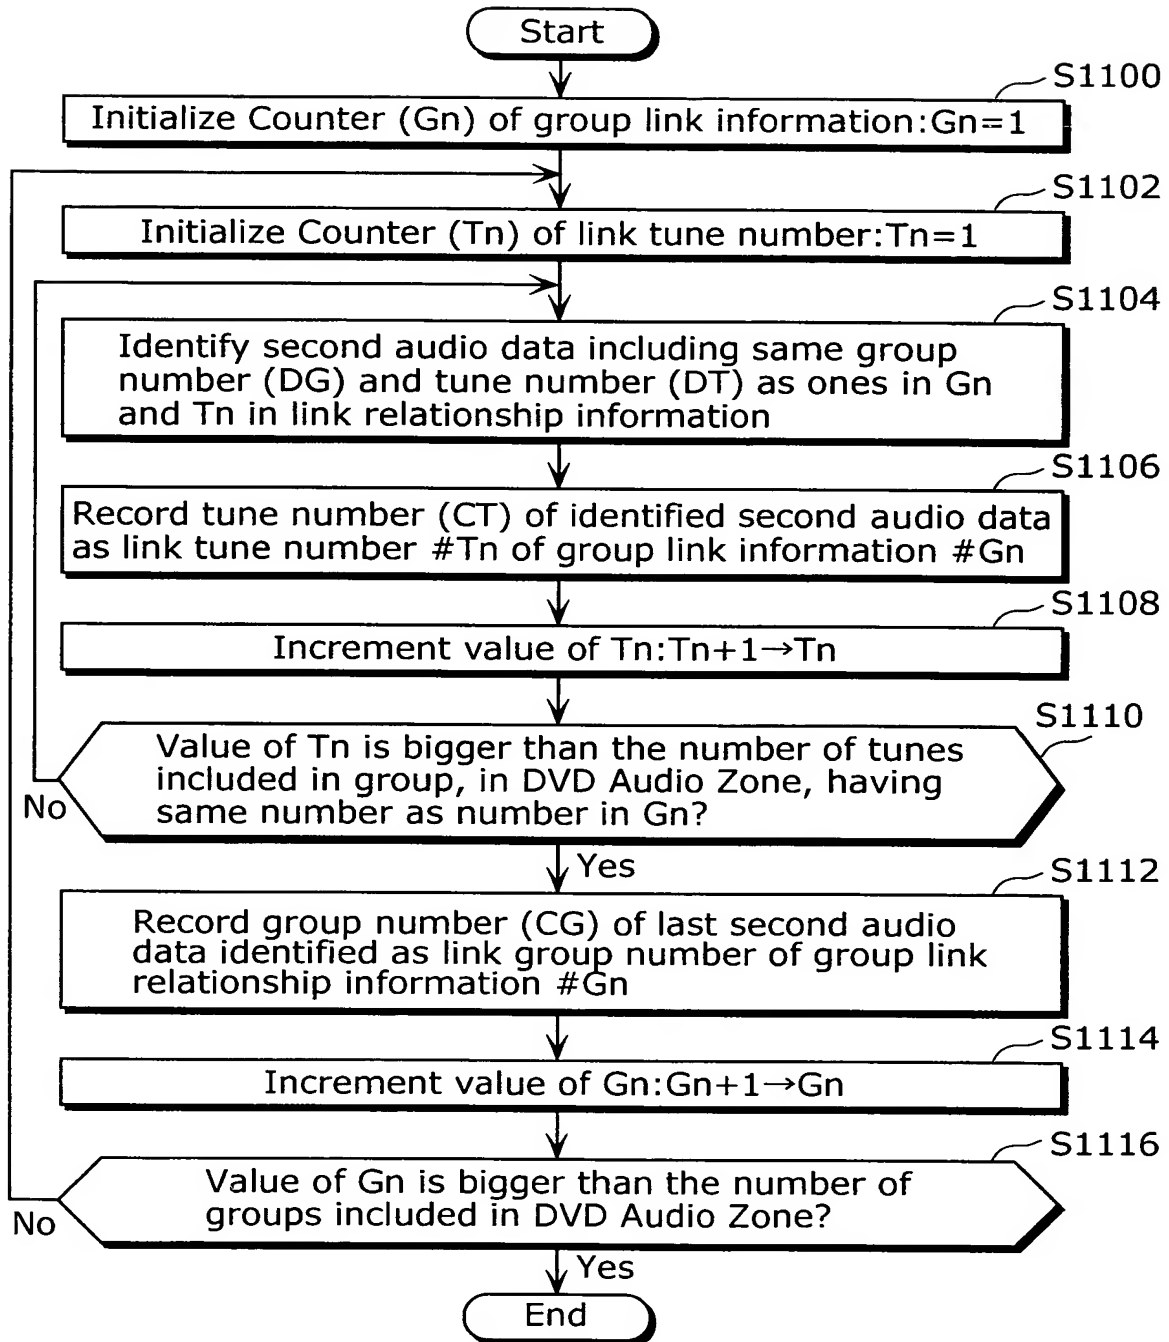 Start
S1100
Initialize Counter (Gn) of group link information:Gn=1
S1102
Initialize Counter (Tn) of link tune number:Tn=1
S1104
Identify second audio data including same group
number (DG) and tune number (DT) as ones in Gn
and Tn in link relationship information
S1106
Record tune number (CT) of identified second audio data
as link tune number #Tn of group link information #Gn
S1108
Increment value of Tn:Tn+1→Tn
S1110
Value of Tn is bigger than the number of tunes
included in group, in DVD Audio Zone, having
same number as number in Gn?
No
Yes
S1112
Record group number (CG) of last second audio
data identified as link group number of group link
relationship information #Gn
S1114
Increment value of Gn:Gn+1→Gn
S1116
Value of Gn is bigger than the number of
groups included in DVD Audio Zone?
No
Yes
End